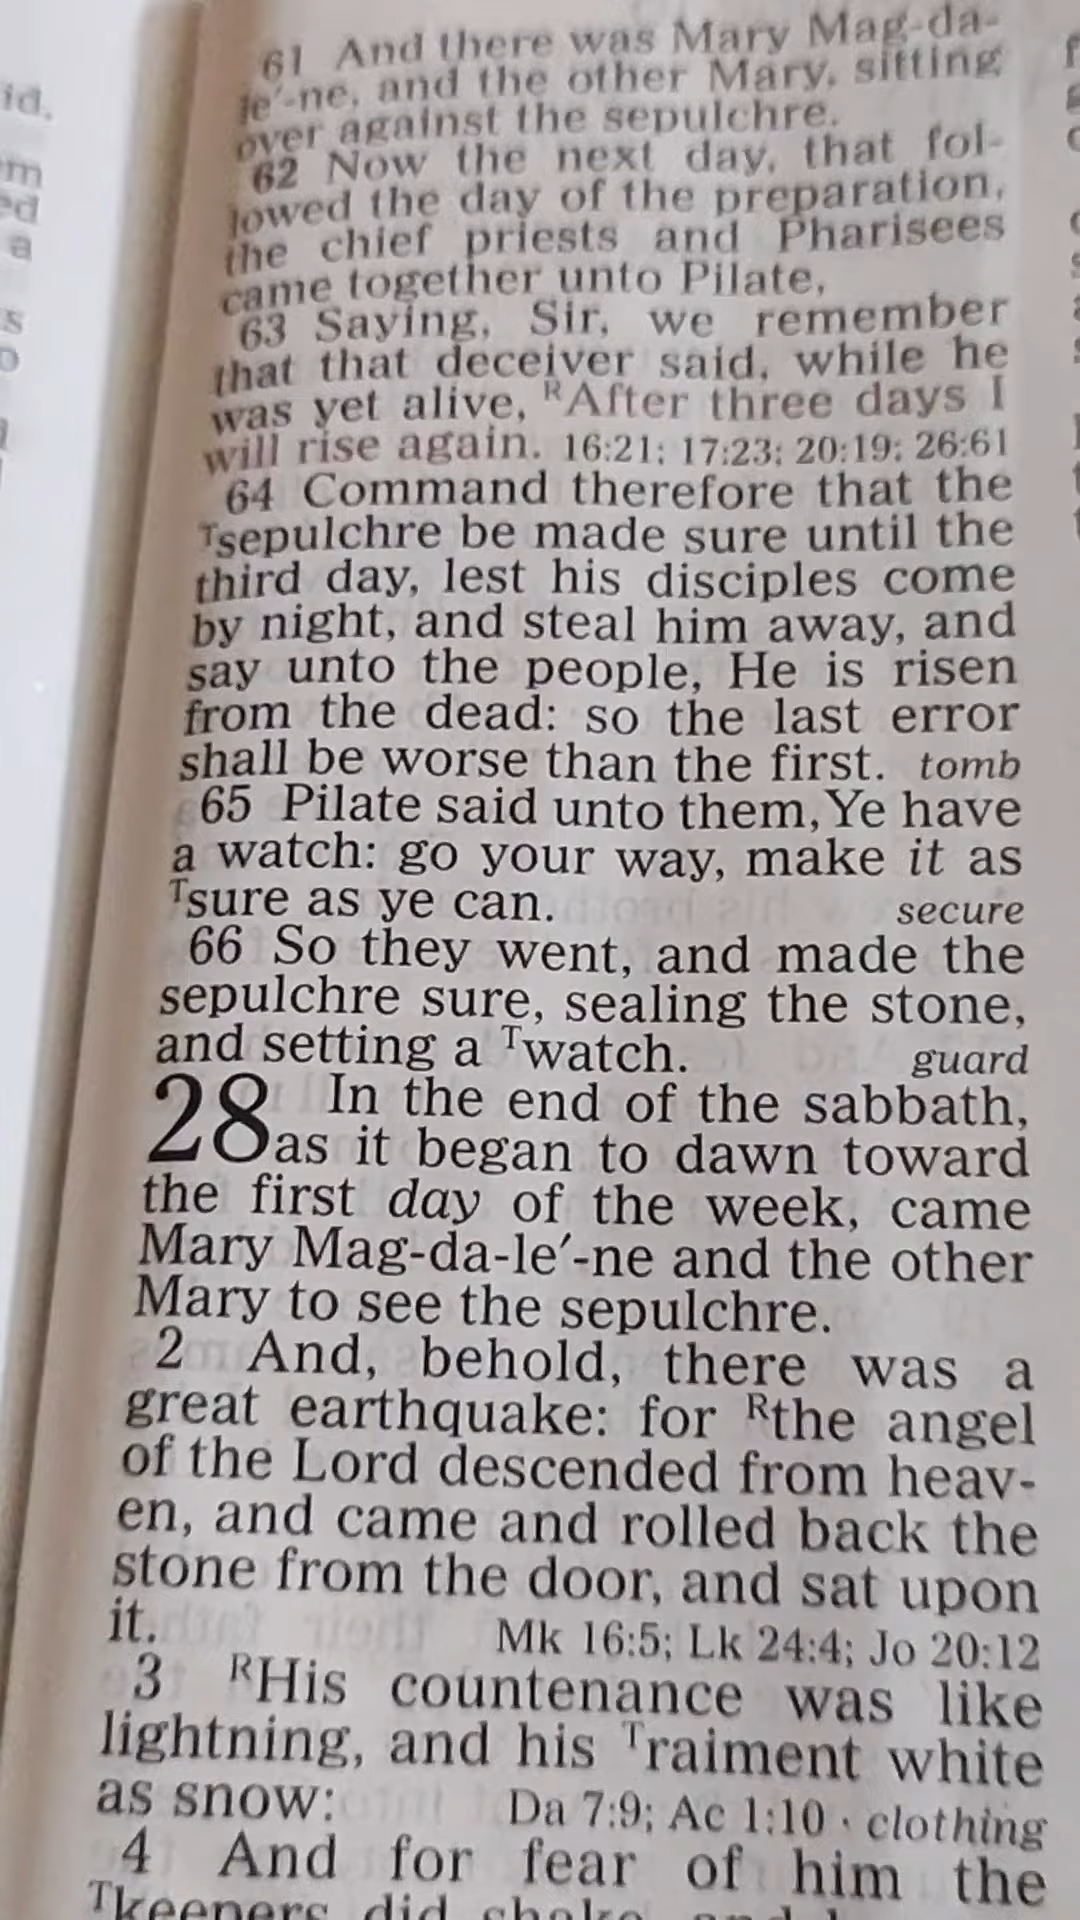 61 And there was Mary Mag-da-
le′-ne, and the other Mary, sitting
over against the sepulchre.
62 Now the next day, that fol-
lowed the day of the preparation,
the chief priests and Pharisees
came together unto Pilate,
63 Saying, Sir, we remember
that that deceiver said, while he
was yet alive, ᴿAfter three days I
will rise again. 16:21; 17:23; 20:19; 26:61
64 Command therefore that the
ᵀsepulchre be made sure until the
third day, lest his disciples come
by night, and steal him away, and
say unto the people, He is risen
from the dead: so the last error
shall be worse than the first. tomb
65 Pilate said unto them, Ye have
a watch: go your way, make it as
ᵀsure as ye can. secure
66 So they went, and made the
sepulchre sure, sealing the stone,
and setting a ᵀwatch. guard
28 In the end of the sabbath,
as it began to dawn toward
the first day of the week, came
Mary Mag-da-le′-ne and the other
Mary to see the sepulchre.
2 And, behold, there was a
great earthquake: for ᴿthe angel
of the Lord descended from heav-
en, and came and rolled back the
stone from the door, and sat upon
it. Mk 16:5; Lk 24:4; Jo 20:12
3 ᴿHis countenance was like
lightning, and his ᵀraiment white
as snow: Da 7:9; Ac 1:10 · clothing
4 And for fear of him the
ᵀkeepers did shake, and